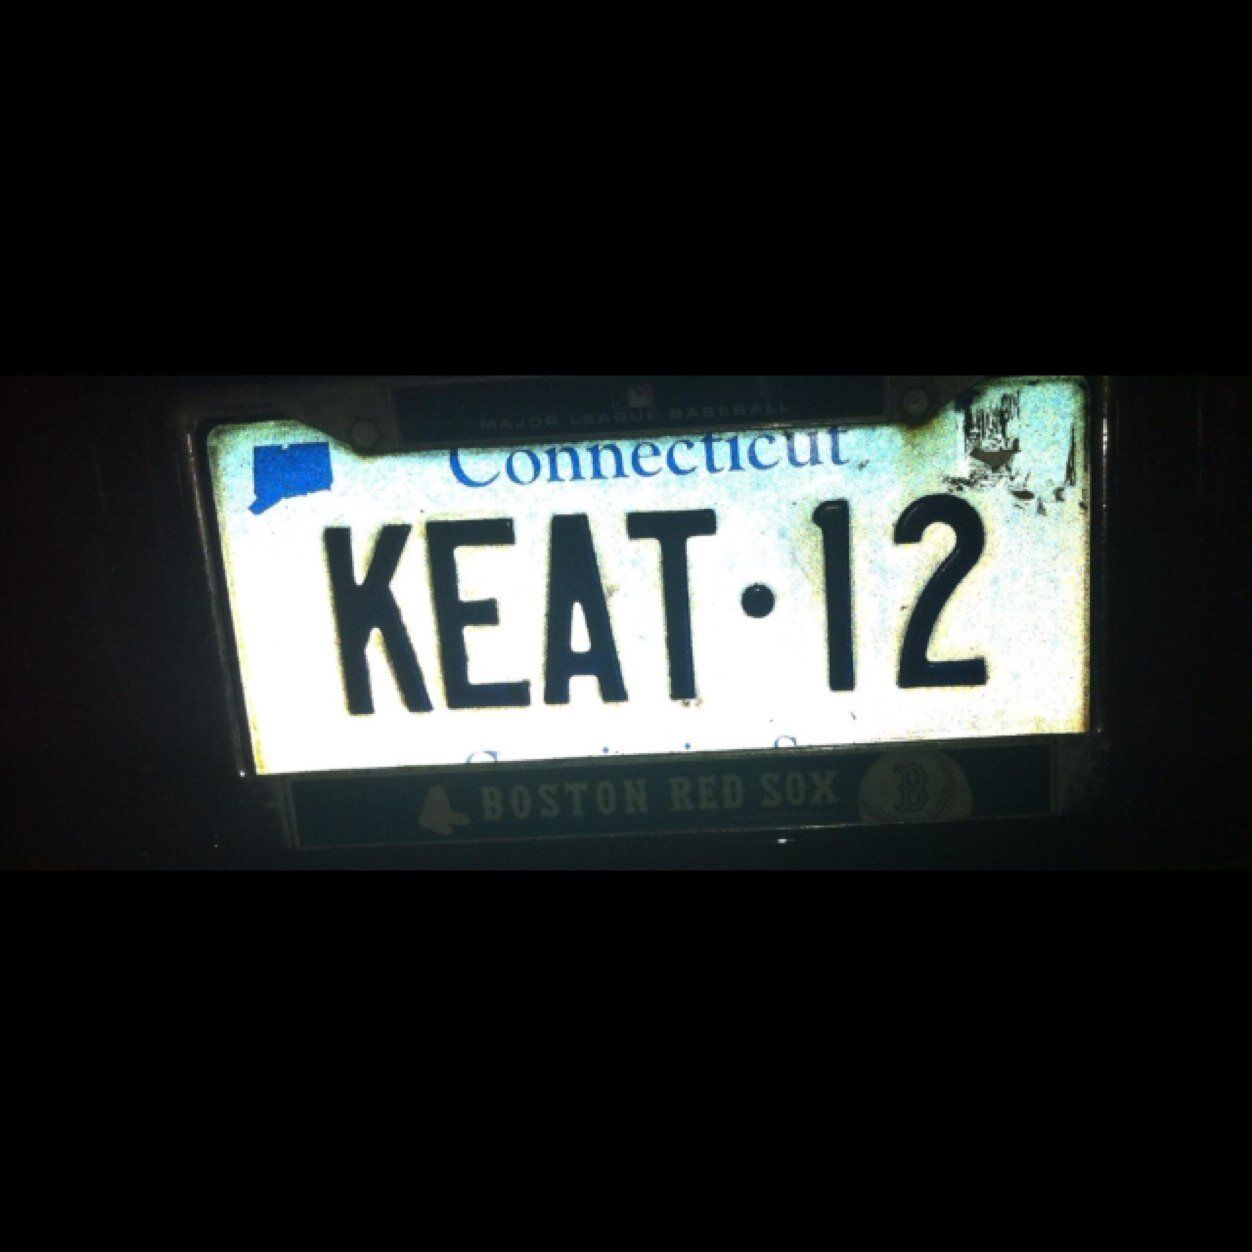 MAJOR LEAGUE BASEBALL
Connecticut
KEAT·12
BOSTON RED SOX B